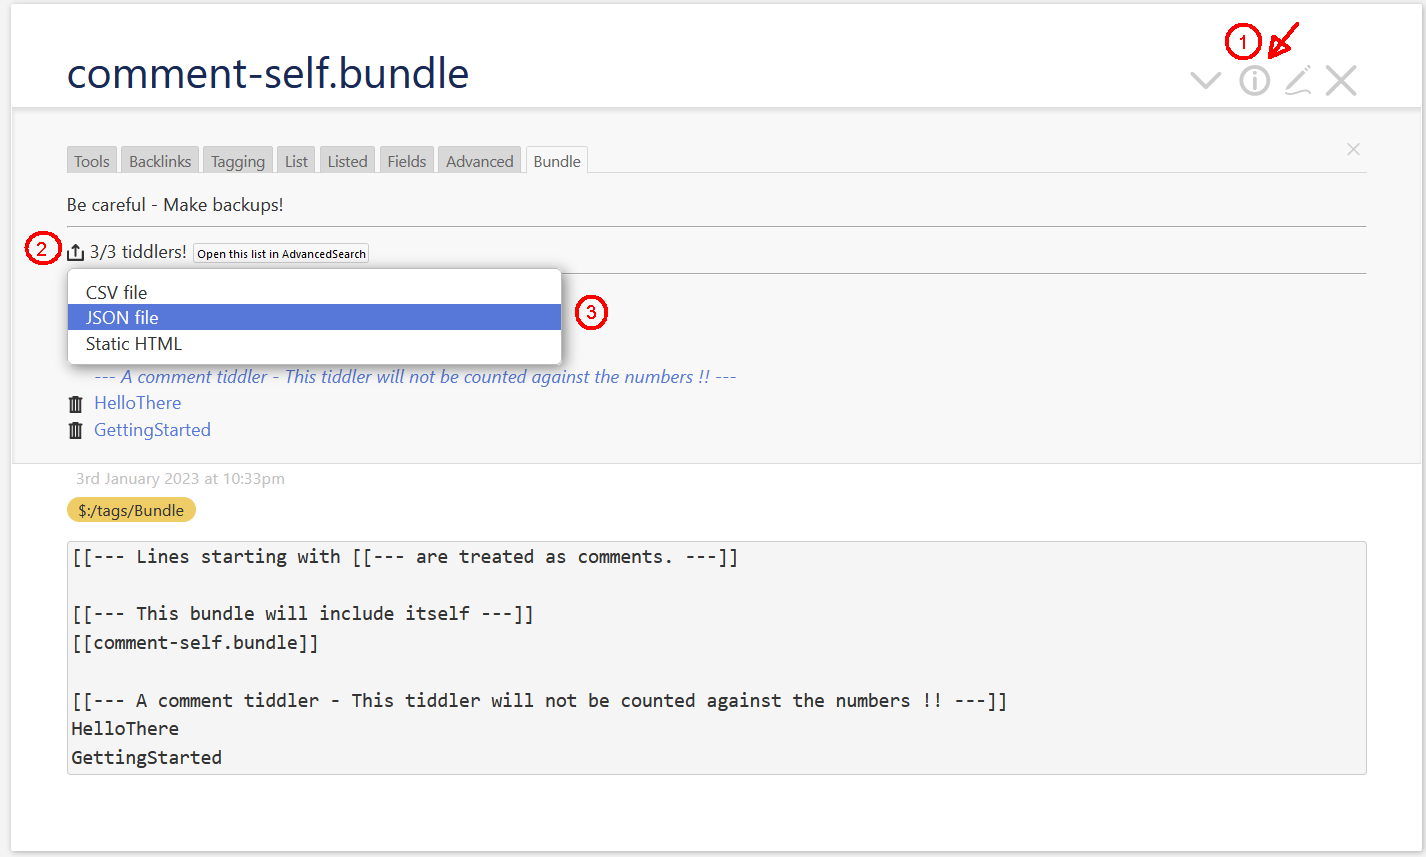 1
comment-self.bundle
Tools Backlinks Tagging List Listed Fields Advanced Bundle
Be careful - Make backups!
2 3/3 tiddlers! Open this list in AdvancedSearch
CSV file
JSON file 3
Static HTML
--- A comment tiddler - This tiddler will not be counted against the numbers !! ---
HelloThere
GettingStarted
3rd January 2023 at 10:33pm
$:/tags/Bundle
[[--- Lines starting with [[--- are treated as comments. ---]]
[[--- This bundle will include itself ---]]
[[comment-self.bundle]]
[[--- A comment tiddler - This tiddler will not be counted against the numbers !! ---]]
HelloThere
GettingStarted